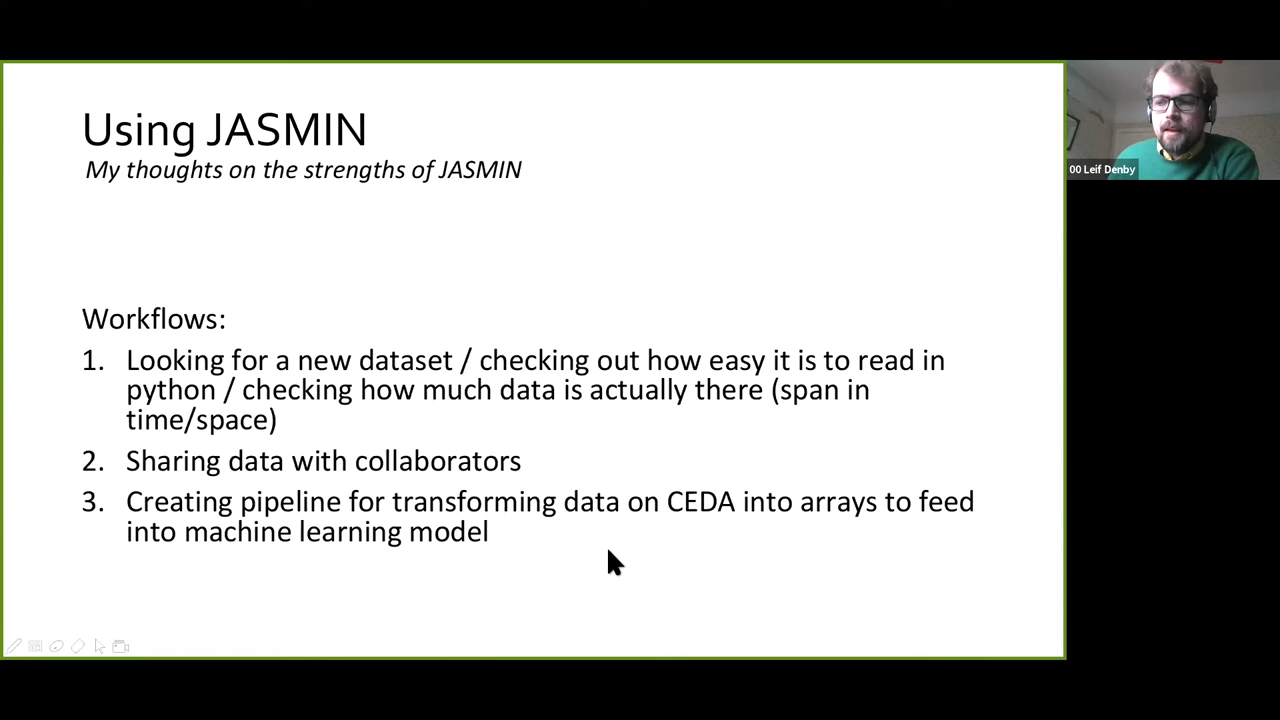 Using JASMIN
My thoughts on the strengths of JASMIN
Workflows:
1. Looking for a new dataset / checking out how easy it is to read in
python / checking how much data is actually there (span in
time/space)
2. Sharing data with collaborators
3. Creating pipeline for transforming data on CEDA into arrays to feed
into machine learning model
00 Leif Denby